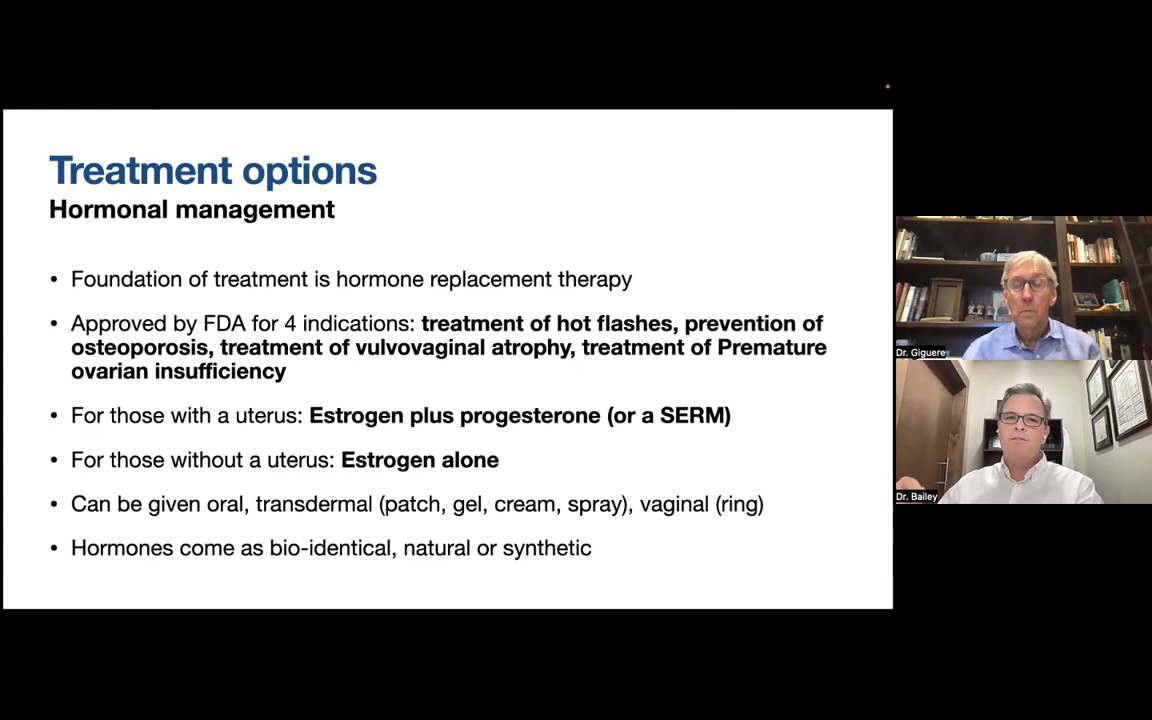 Treatment options
Hormonal management
• Foundation of treatment is hormone replacement therapy
• Approved by FDA for 4 indications: treatment of hot flashes, prevention of
osteoporosis, treatment of vulvovaginal atrophy, treatment of Premature
ovarian insufficiency
• For those with a uterus: Estrogen plus progesterone (or a SERM)
• For those without a uterus: Estrogen alone
• Can be given oral, transdermal (patch, gel, cream, spray), vaginal (ring)
• Hormones come as bio-identical, natural or synthetic
Dr. Giguere
Dr. Bailey